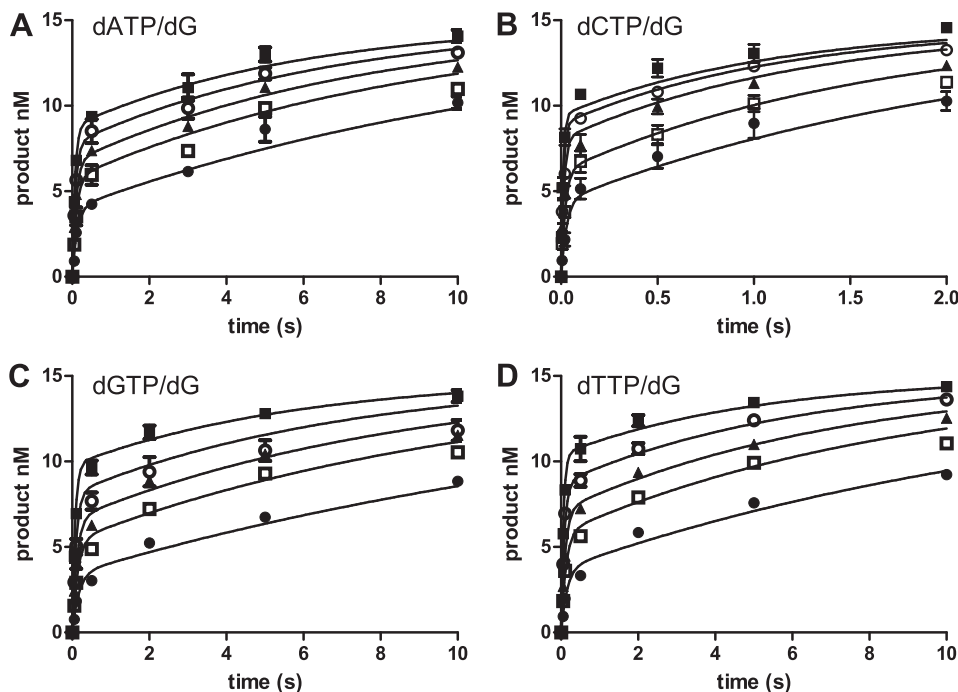 A dATP/dG
product nM
15
10
5
0
0 2 4 6 8 10
time (s)
B dCTP/dG
product nM
15
10
5
0
0.0 0.5 1.0 1.5 2.0
time (s)
C dGTP/dG
product nM
15
10
5
0
0 2 4 6 8 10
time (s)
D dTTP/dG
product nM
15
10
5
0
0 2 4 6 8 10
time (s)